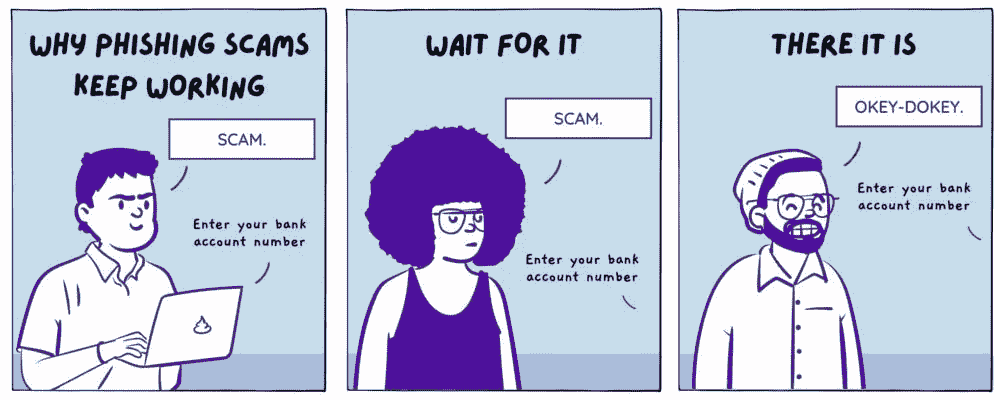 WHY PHISHING SCAMS
KEEP WORKING
SCAM.
Enter your bank
account number
WAIT FOR IT
SCAM.
Enter your bank
account number
THERE IT IS
OKEY-DOKEY.
Enter your bank
account number